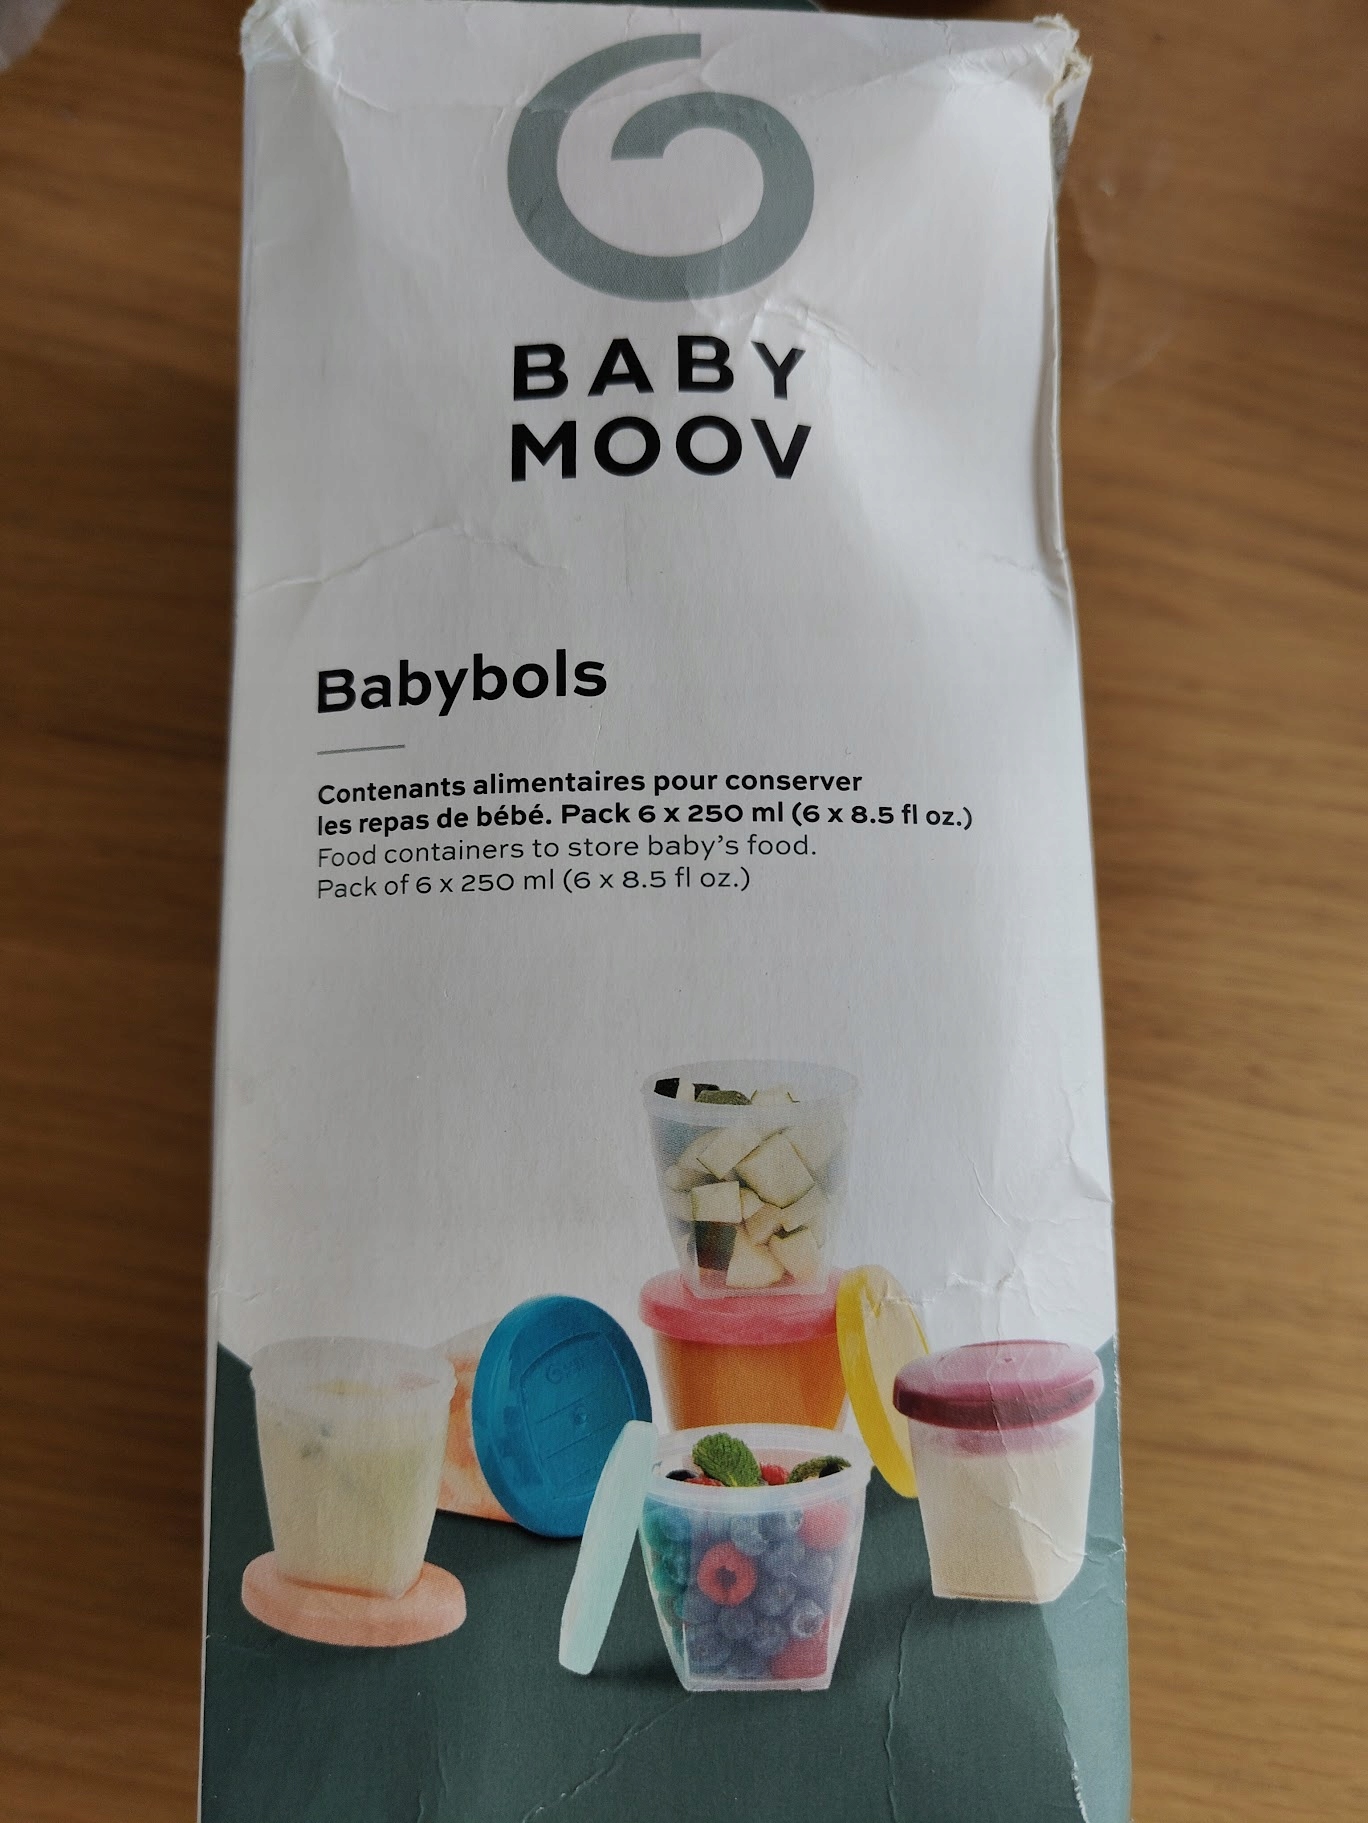 BABY
MOOV
Babybols
Contenants alimentaires pour conserver
les repas de bébé. Pack 6 x 250 ml (6 x 8.5 fl oz.)
Food containers to store baby's food.
Pack of 6 x 250 ml (6 x 8.5 fl oz.)